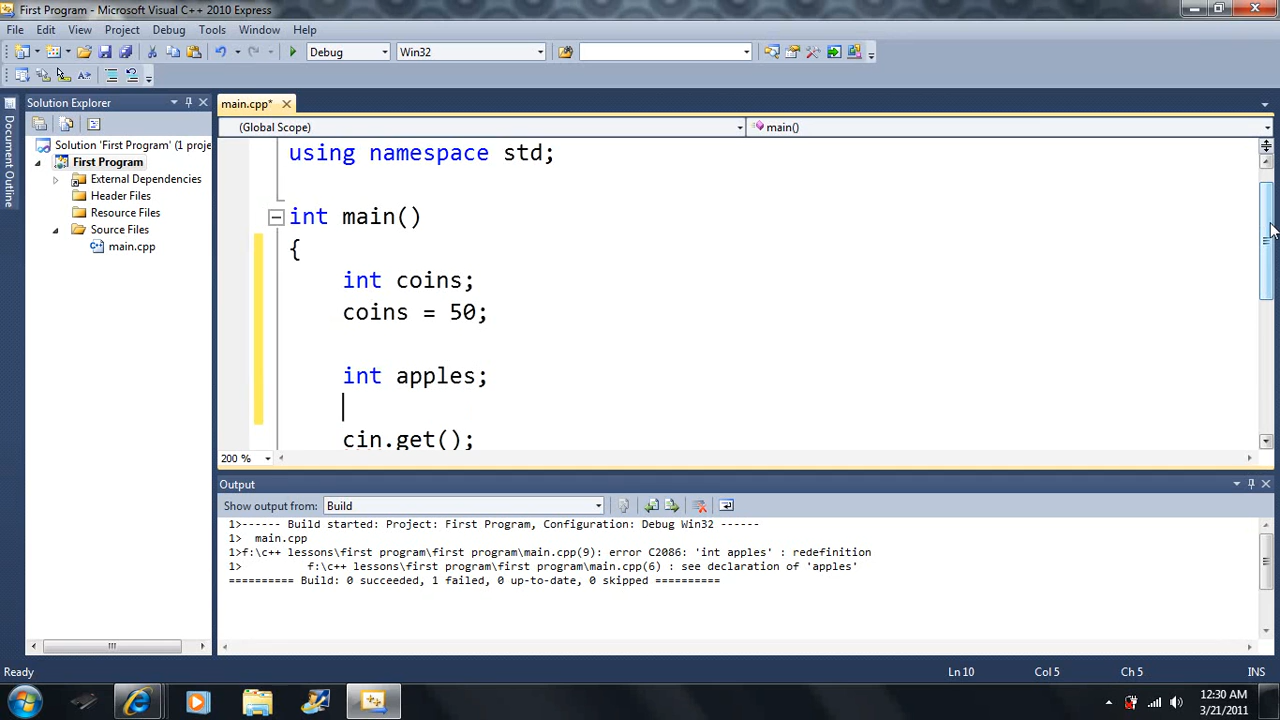 First Program - Microsoft Visual C++ 2010 Express
File Edit View Project Debug Tools Window Help
Debug Win32
Solution Explorer
main.cpp*
Document Outline
(Global Scope) main()
Solution 'First Program' (1 proje
First Program
External Dependencies
Header Files
Resource Files
Source Files
main.cpp
using namespace std;
int main()
{
int coins;
coins = 50;
int apples;
cin.get();
200 %
Output
Show output from: Build
1>------ Build started: Project: First Program, Configuration: Debug Win32 ------
1> main.cpp
1>f:\c++ lessons\first program\first program\main.cpp(9): error C2086: 'int apples' : redefinition
1> f:\c++ lessons\first program\first program\main.cpp(6) : see declaration of 'apples'
========== Build: 0 succeeded, 1 failed, 0 up-to-date, 0 skipped ==========
Ready Ln 10 Col 5 Ch 5 INS
12:30 AM
3/21/2011